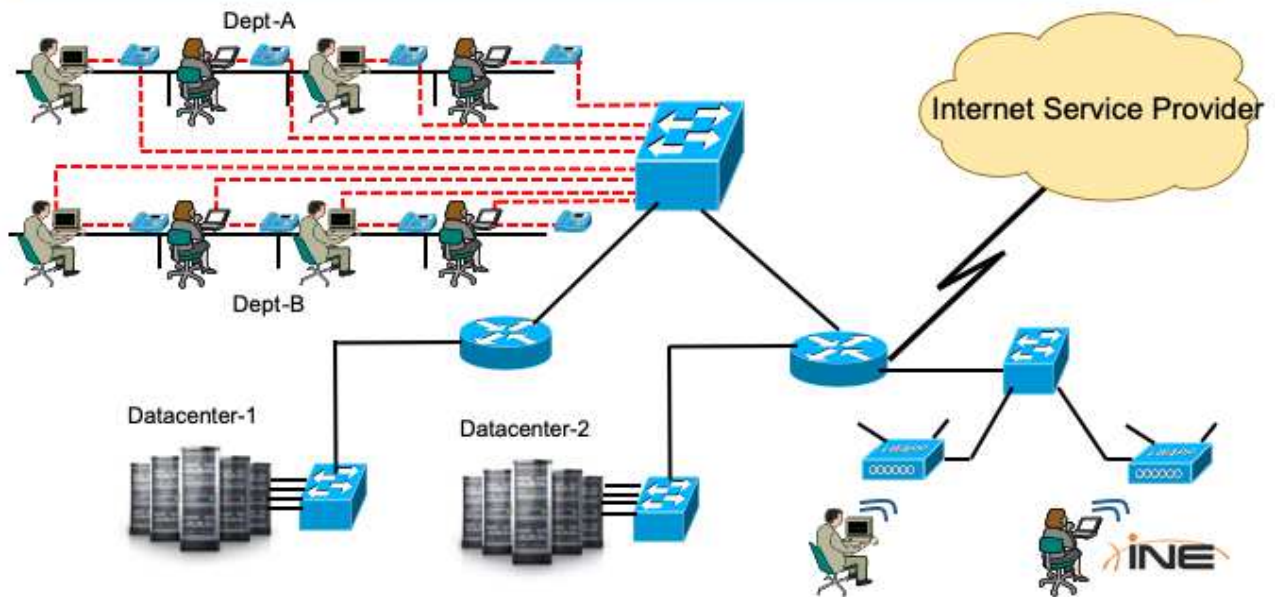 Dept-A
Internet Service Provider
Dept-B
Datacenter-1
Datacenter-2
iNE